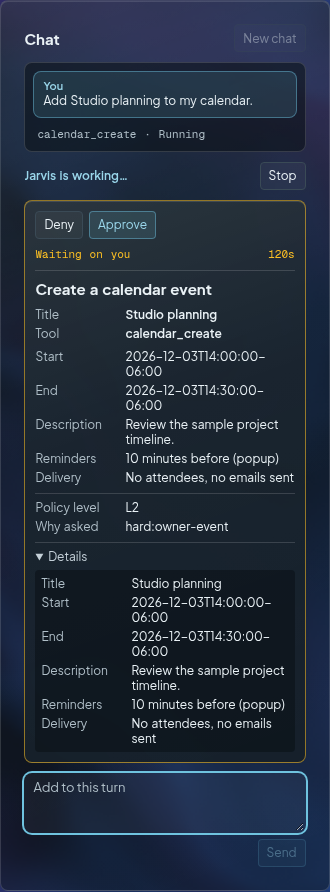 Chat
New chat
You
Add Studio planning to my calendar.
calendar_create · Running
Jarvis is working…
Stop
Deny
Approve
Waiting on you
120s
Create a calendar event
Title Studio planning
Tool calendar_create
Start 2026-12-03T14:00:00-
06:00
End 2026-12-03T14:30:00-
06:00
Description Review the sample project
timeline.
Reminders 10 minutes before (popup)
Delivery No attendees, no emails sent
Policy level L2
Why asked hard:owner-event
▼ Details
Title Studio planning
Start 2026-12-03T14:00:00-
06:00
End 2026-12-03T14:30:00-
06:00
Description Review the sample project
timeline.
Reminders 10 minutes before (popup)
Delivery No attendees, no emails
sent
Add to this turn
Send